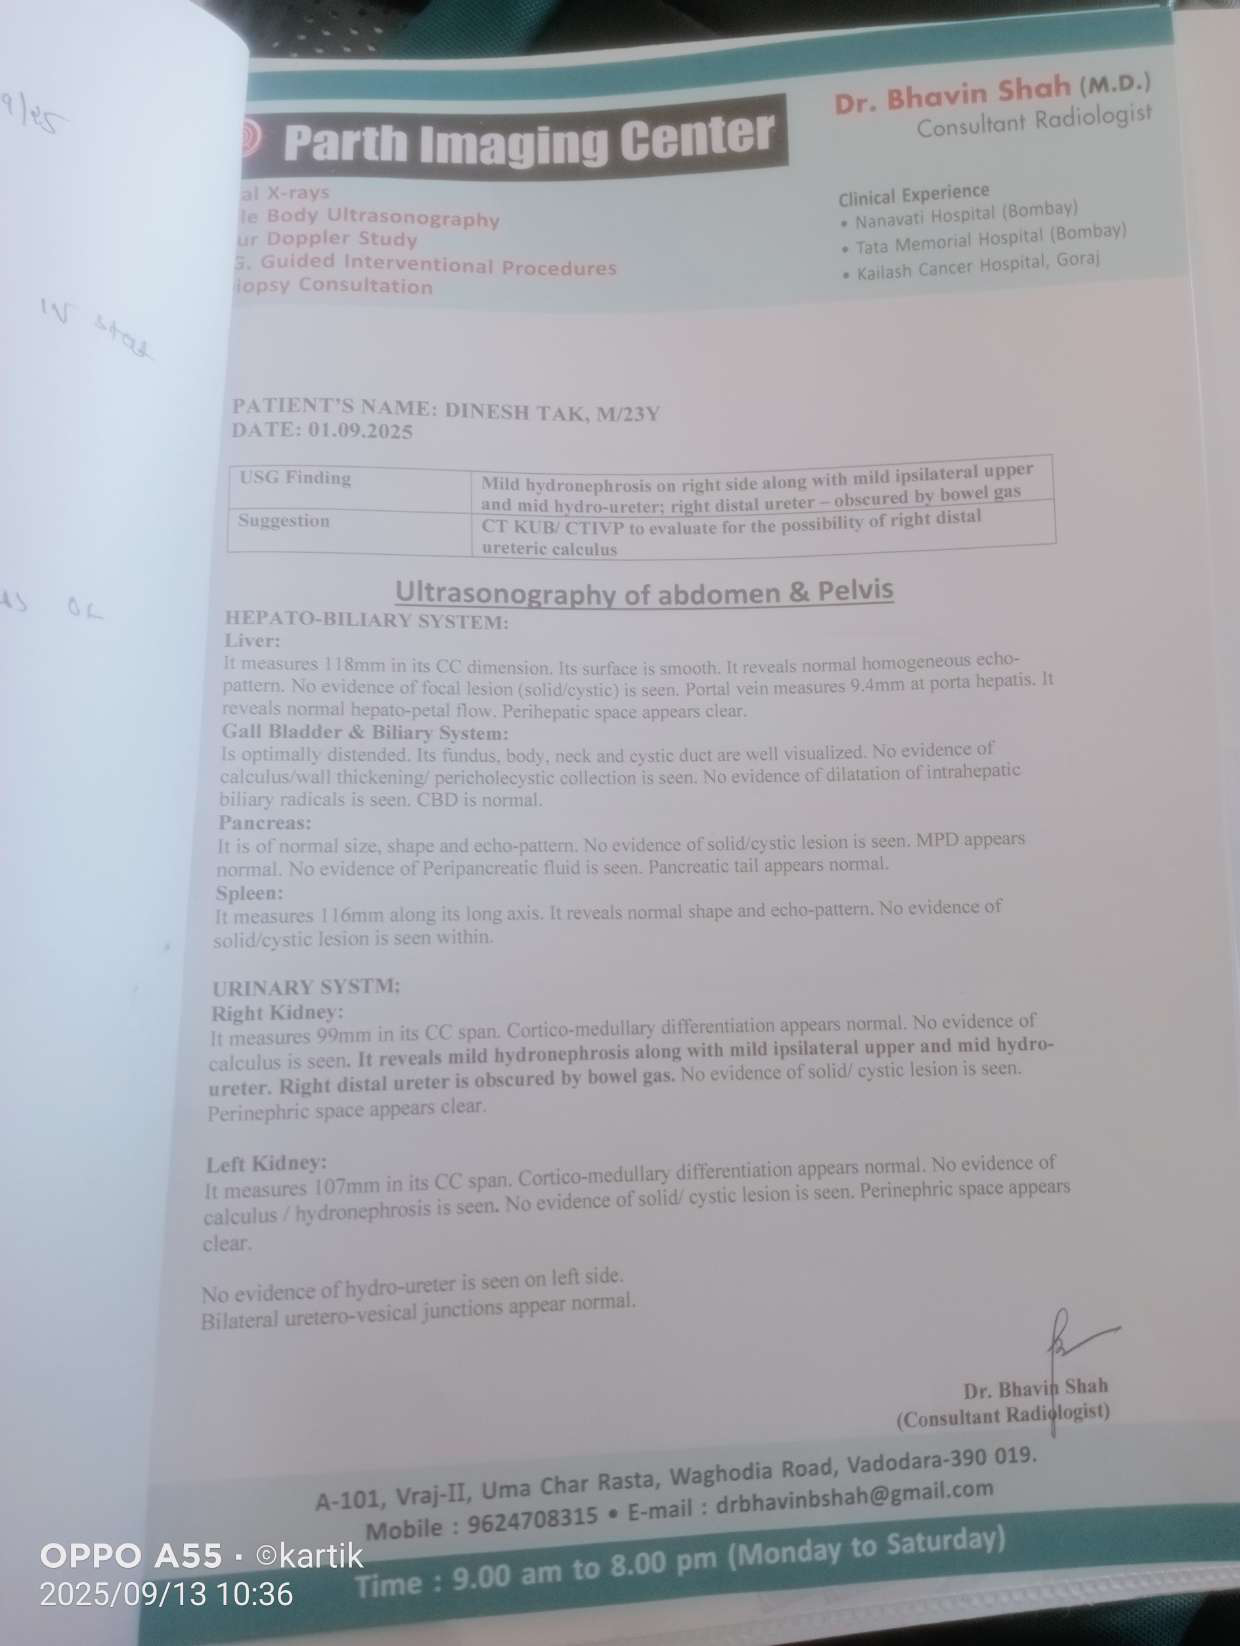 9/25
IV stat
Parth Imaging Center
al X-rays
le Body Ultrasonography
ur Doppler Study
G. Guided Interventional Procedures
iopsy Consultation
Dr. Bhavin Shah (M.D.)
Consultant Radiologist
Clinical Experience
• Nanavati Hospital (Bombay)
• Tata Memorial Hospital (Bombay)
• Kailash Cancer Hospital, Goraj
PATIENT'S NAME: DINESH TAK, M/23Y
DATE: 01.09.2025
USG Finding
Mild hydronephrosis on right side along with mild ipsilateral upper
and mid hydro-ureter; right distal ureter – obscured by bowel gas
Suggestion
CT KUB/ CTIVP to evaluate for the possibility of right distal
ureteric calculus
Ultrasonography of abdomen & Pelvis
HEPATO-BILIARY SYSTEM:
Liver:
It measures 118mm in its CC dimension. Its surface is smooth. It reveals normal homogeneous echo-
pattern. No evidence of focal lesion (solid/cystic) is seen. Portal vein measures 9.4mm at porta hepatis. It
reveals normal hepato-petal flow. Perihepatic space appears clear.
Gall Bladder & Biliary System:
Is optimally distended. Its fundus, body, neck and cystic duct are well visualized. No evidence of
calculus/wall thickening/ pericholecystic collection is seen. No evidence of dilatation of intrahepatic
biliary radicals is seen. CBD is normal.
Pancreas:
It is of normal size, shape and echo-pattern. No evidence of solid/cystic lesion is seen. MPD appears
normal. No evidence of Peripancreatic fluid is seen. Pancreatic tail appears normal.
Spleen:
It measures 116mm along its long axis. It reveals normal shape and echo-pattern. No evidence of
solid/cystic lesion is seen within.
URINARY SYSTM;
Right Kidney:
It measures 99mm in its CC span. Cortico-medullary differentiation appears normal. No evidence of
calculus is seen. It reveals mild hydronephrosis along with mild ipsilateral upper and mid hydro-
ureter. Right distal ureter is obscured by bowel gas. No evidence of solid/ cystic lesion is seen.
Perinephric space appears clear.
Left Kidney:
It measures 107mm in its CC span. Cortico-medullary differentiation appears normal. No evidence of
calculus / hydronephrosis is seen. No evidence of solid/ cystic lesion is seen. Perinephric space appears
clear.
No evidence of hydro-ureter is seen on left side.
Bilateral uretero-vesical junctions appear normal.
Dr. Bhavin Shah
(Consultant Radiologist)
A-101, Vraj-II, Uma Char Rasta, Waghodia Road, Vadodara-390 019.
Mobile : 9624708315 • E-mail : drbhavinbshah@gmail.com
Time : 9.00 am to 8.00 pm (Monday to Saturday)
OPPO A55 · ©kartik
2025/09/13 10:36